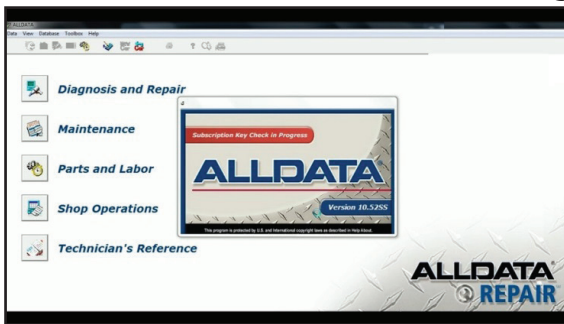 ALLDATA
Data View Database Toolbox Help
Diagnosis and Repair
Maintenance
Parts and Labor
Shop Operations
Technician's Reference
Subscription Key Check in Progress
ALLDATA
Version 10.52SS
This program is protected by U.S. and international copyright laws as described in Help About.
ALLDATA
REPAIR